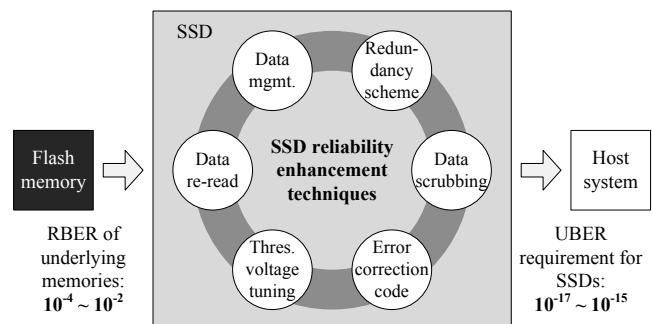 SSD
Data
mgmt.
Redun-
dancy
scheme
Flash
memory
Data
re-read
SSD reliability
enhancement
techniques
Data
scrubbing
Host
system
RBER of
underlying
memories:
10⁻⁴ ~ 10⁻²
Thres.
voltage
tuning
Error
correction
code
UBER
requirement for
SSDs:
10⁻¹⁷ ~ 10⁻¹⁵